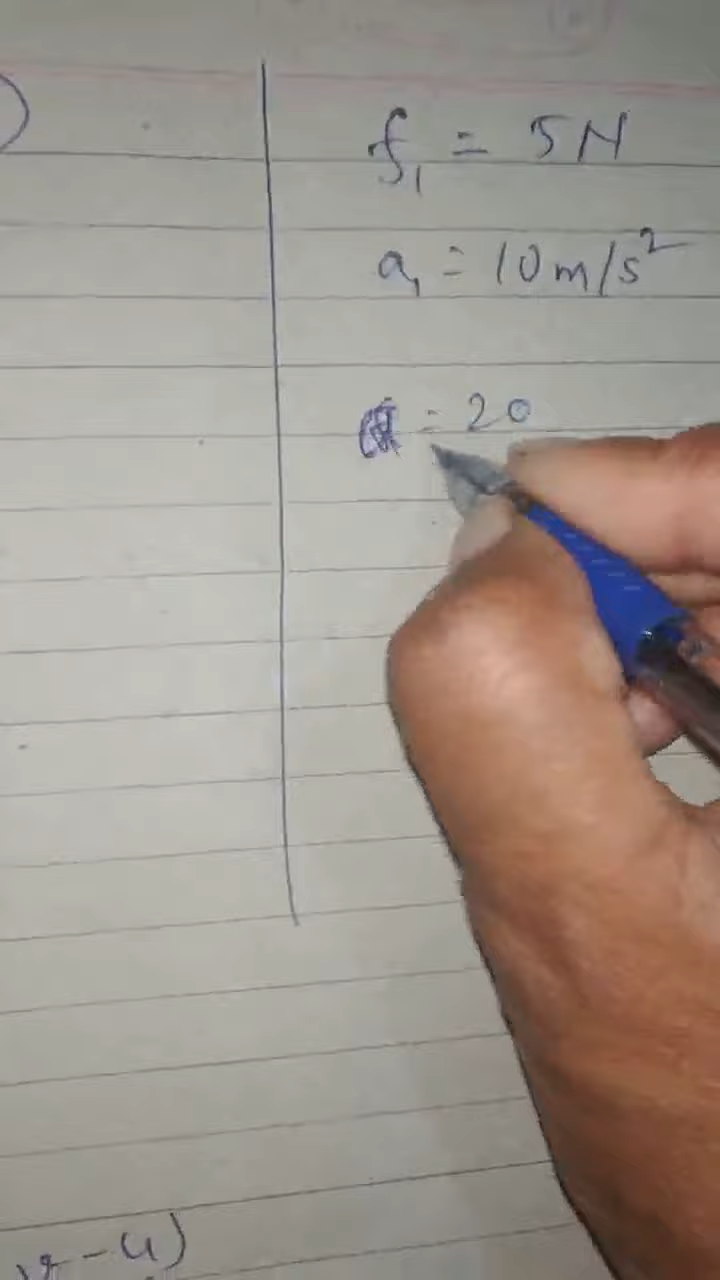 f₁ = 5N
a₁ = 10m/s²
= 20
v-u)